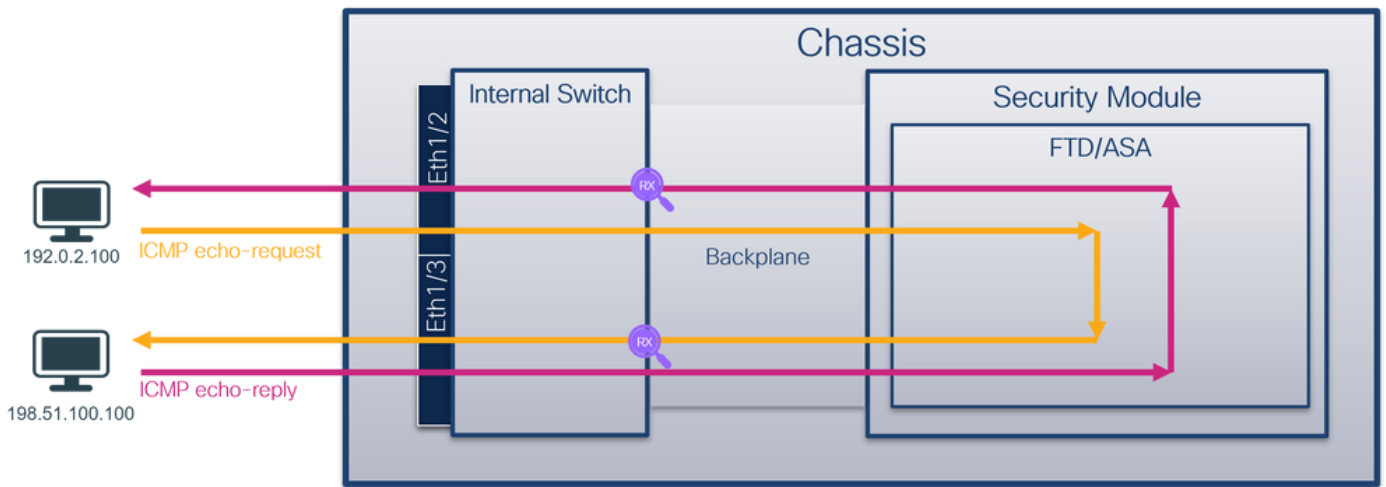 Chassis
Internal Switch
Security Module
FTD/ASA
Eth1/2
RX
192.0.2.100
ICMP echo-request
Backplane
Eth1/3
RX
198.51.100.100
ICMP echo-reply